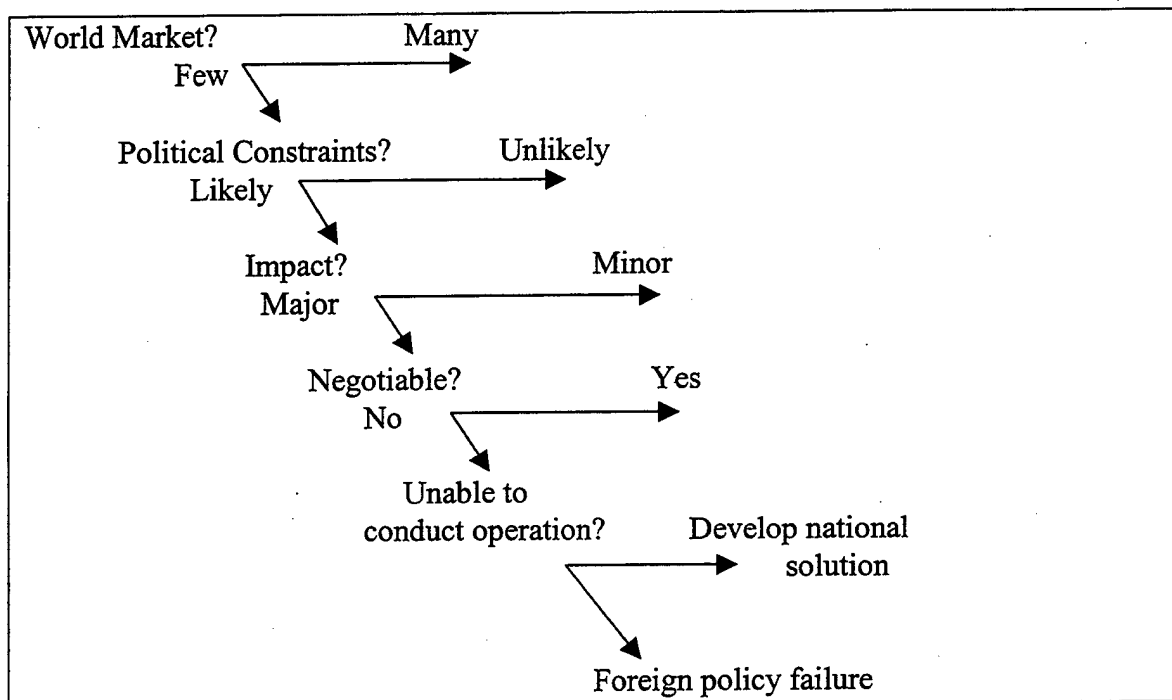 World Market? Many
Few
Political Constraints? Unlikely
Likely
Impact? Minor
Major
Negotiable? Yes
No
Unable to
conduct operation? Develop national
solution
Foreign policy failure